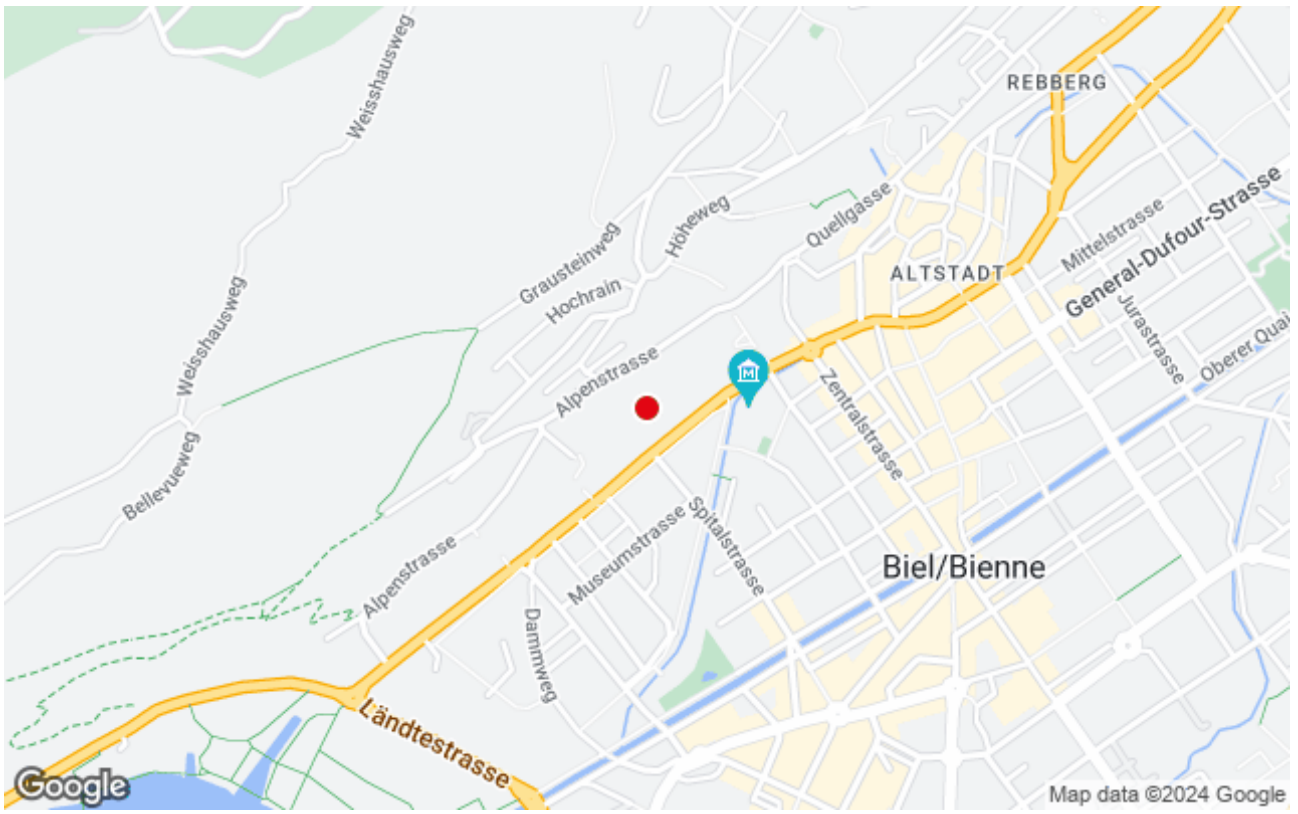 Weisshausweg
REBBERG
Quellgasse
Höheweg
Mittelstrasse
General-Dufour-Strasse
Grausteinweg
ALTSTADT
Hochrain
Jurastrasse
Oberer Quai
Weisshausweg
Alpenstrasse
M
Zentralstrasse
Bellevueweg
Spitalstrasse
Museumstrasse
Biel/Bienne
Alpenstrasse
Dammweg
Ländtestrasse
Google
Map data ©2024 Google